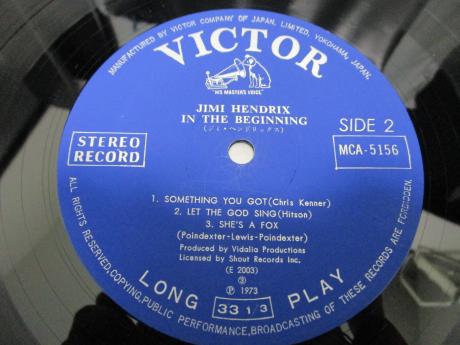 MANUFACTURED BY VICTOR COMPANY OF JAPAN, LIMITED, YOKOHAMA, JAPAN.
VICTOR
"HIS MASTER'S VOICE"
JIMI HENDRIX
IN THE BEGINNING
(ジミ・ヘンドリックス)
STEREO
RECORD
SIDE 2
MCA-5156
1. SOMETHING YOU GOT (Chris Kenner)
2. LET THE GOD SING (Hitson)
3. SHE'S A FOX
(Poindexter-Lewis-Poindexter)
Produced by Vidalia Productions
Licensed by Shout Records Inc.
(E 2003)
Ⓟ 1973
LONG 33 1/3 PLAY
ALL RIGHTS RESERVED, COPYING, PUBLIC PERFORMANCE, BROADCASTING OF THESE RECORDS ARE FORBIDDEN.